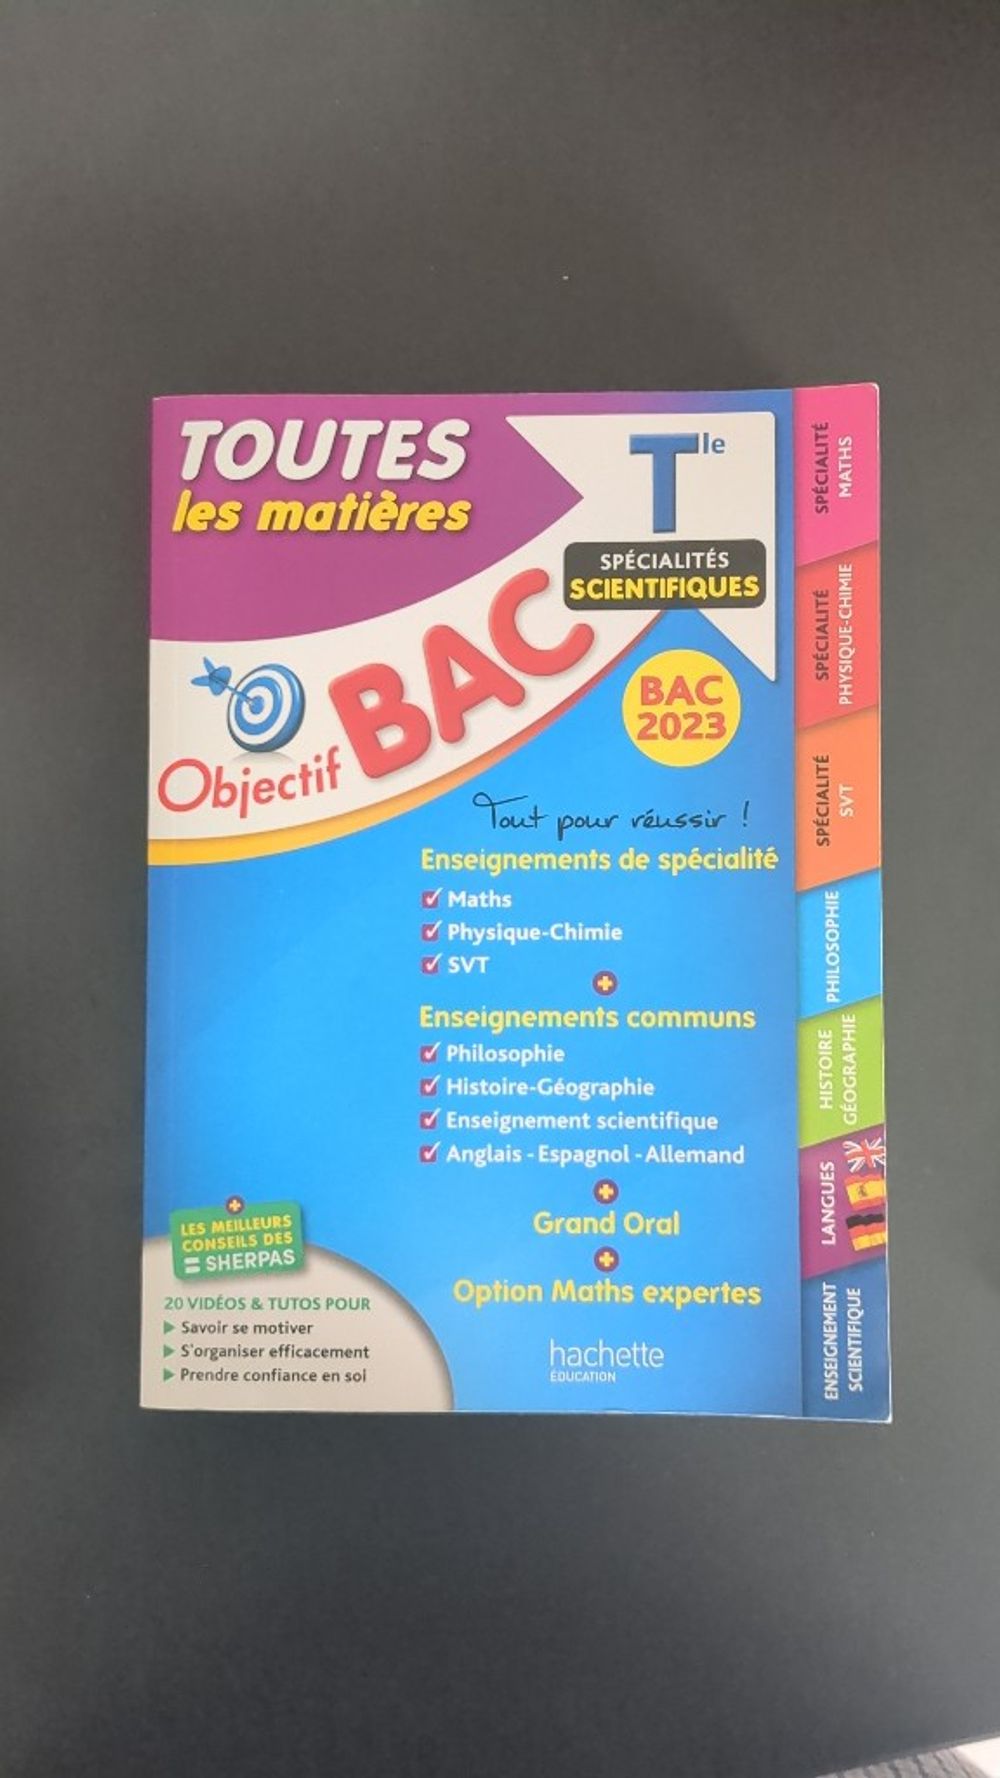 TOUTES
les matières
Tle
SPÉCIALITÉS
SCIENTIFIQUES
Objectif BAC
BAC
2023
Tout pour réussir !
Enseignements de spécialité
Maths
Physique-Chimie
SVT
+
Enseignements communs
Philosophie
Histoire-Géographie
Enseignement scientifique
Anglais - Espagnol - Allemand
+
Grand Oral
+
Option Maths expertes
hachette
ÉDUCATION
+
LES MEILLEURS
CONSEILS DES
SHERPAS
20 VIDÉOS & TUTOS POUR
Savoir se motiver
S'organiser efficacement
Prendre confiance en soi
SPÉCIALITÉ
MATHS
SPÉCIALITÉ
PHYSIQUE-CHIMIE
SPÉCIALITÉ
SVT
PHILOSOPHIE
HISTOIRE
GÉOGRAPHIE
LANGUES
ENSEIGNEMENT
SCIENTIFIQUE